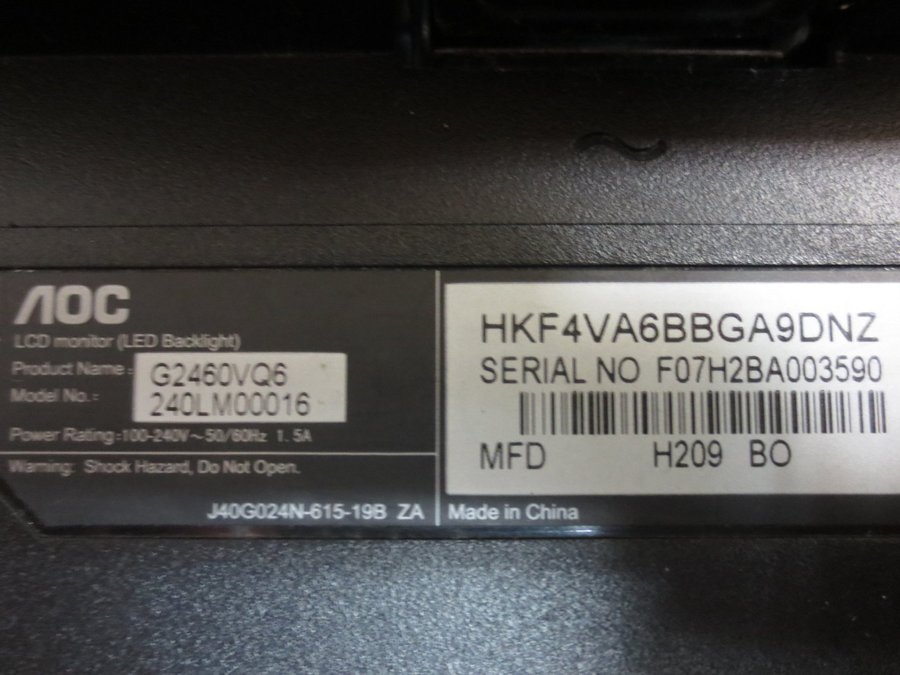 AOC
LCD monitor (LED Backlight)
Product Name : G2460VQ6
Model No. : 240LM00016
Power Rating : 100-240V~50/60Hz 1.5A
Warning: Shock Hazard, Do Not Open.
J40G024N-615-19B ZA
HKF4VA6BBGA9DNZ
SERIAL NO F07H2BA003590
MFD H209 BO
Made in China